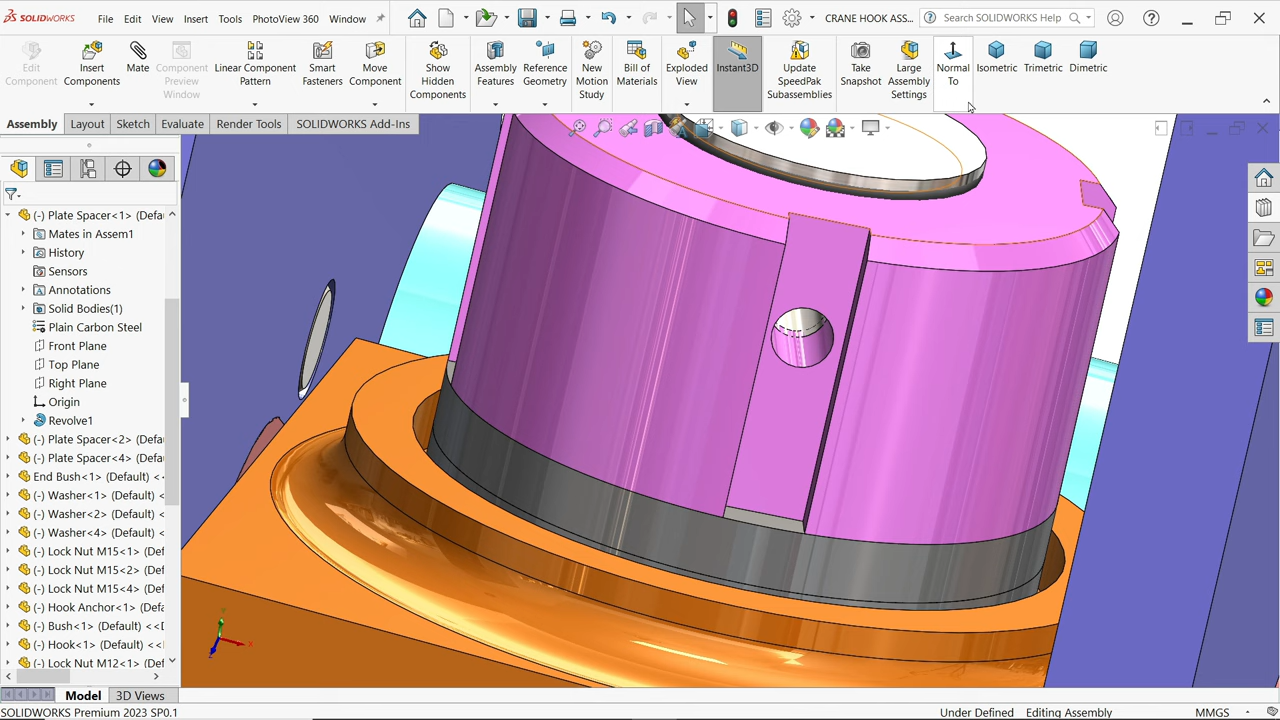 SOLIDWORKS File Edit View Insert Tools PhotoView 360 Window CRANE HOOK ASS... Search SOLIDWORKS Help
Edit Component
Insert Components
Mate
Component Preview Window
Linear Component Pattern
Smart Fasteners
Move Component
Show Hidden Components
Assembly Features
Reference Geometry
New Motion Study
Bill of Materials
Exploded View
Instant3D
Update SpeedPak Subassemblies
Take Snapshot
Large Assembly Settings
Normal To
Isometric
Trimetric
Dimetric
Assembly Layout Sketch Evaluate Render Tools SOLIDWORKS Add-Ins
(-) Plate Spacer<1> (Defa
Mates in Assem1
History
Sensors
Annotations
Solid Bodies(1)
Plain Carbon Steel
Front Plane
Top Plane
Right Plane
Origin
Revolve1
(-) Plate Spacer<2> (Defa
(-) Plate Spacer<4> (Defa
End Bush<1> (Default) <<
(-) Washer<1> (Default) <
(-) Washer<2> (Default) <
(-) Washer<4> (Default) <
(-) Lock Nut M15<1> (Def
(-) Lock Nut M15<2> (Def
(-) Lock Nut M15<4> (Def
(-) Hook Anchor<1> (Defa
(-) Bush<1> (Default) <<D
(-) Hook<1> (Default) <<D
(-) Lock Nut M12<1> (Def
Y
X
Z
Model 3D Views
SOLIDWORKS Premium 2023 SP0.1 Under Defined Editing Assembly MMGS